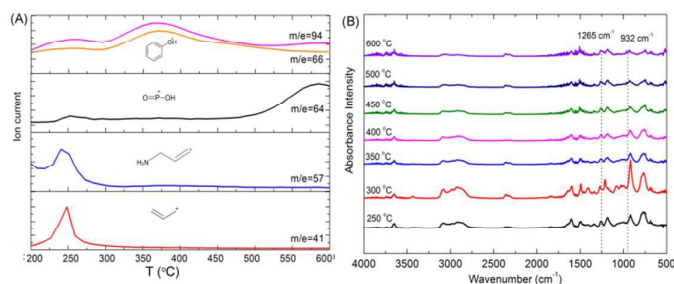 (A)
OH
m/e=94
m/e=66
O=P-OH
m/e=64
H₂N
m/e=57
m/e=41
Ion current
200 250 300 350 400 450 500 550 600
T (°C)
(B)
1265 cm⁻¹ 932 cm⁻¹
600 °C
500 °C
450 °C
400 °C
350 °C
300 °C
250 °C
Absorbance Intensity
4000 3500 3000 2500 2000 1500 1000 500
Wavenumber (cm⁻¹)